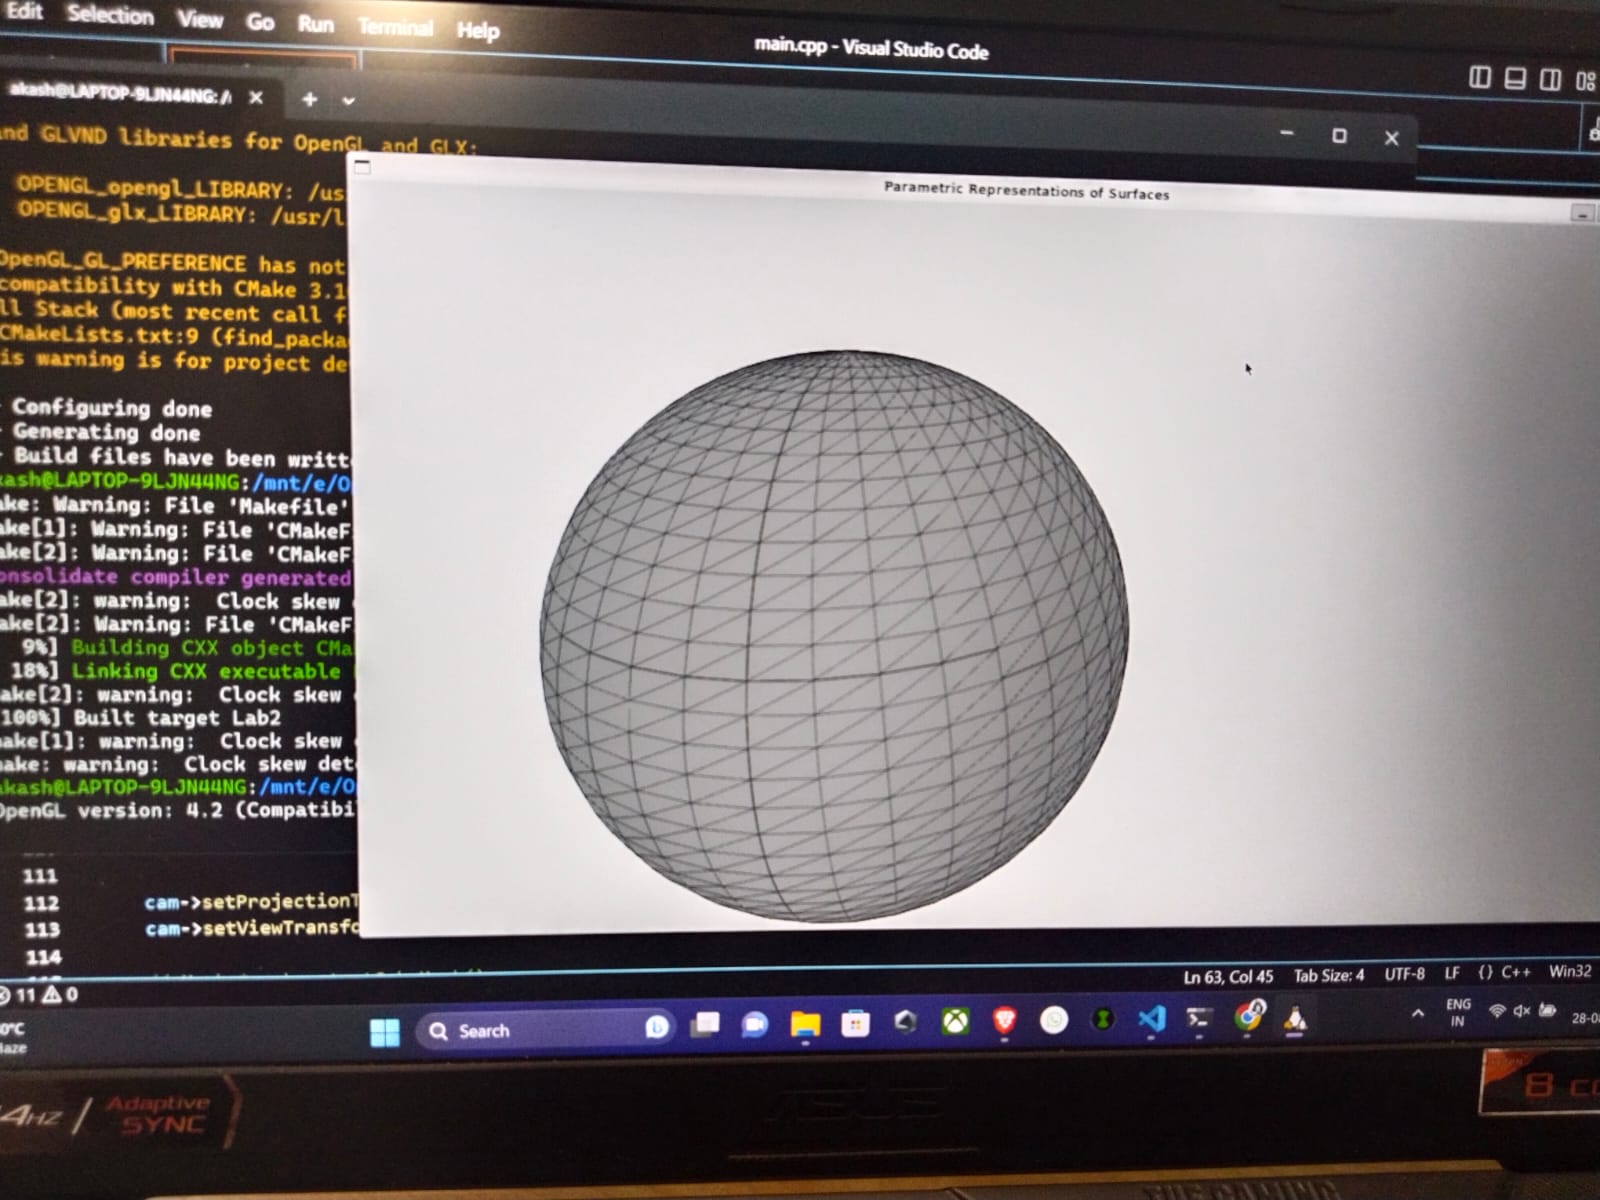 Edit Selection View Go Run Terminal Help
main.cpp - Visual Studio Code
akash@LAPTOP-9LJN44NG: /
and GLVND libraries for OpenGL and GLX:
OPENGL_opengl_LIBRARY: /us
OPENGL_glx_LIBRARY: /usr/l
OpenGL_GL_PREFERENCE has not
compatibility with CMake 3.1
ll Stack (most recent call f
CMakeLists.txt:9 (find_packa
is warning is for project de
Configuring done
Generating done
Build files have been writt
kash@LAPTOP-9LJN44NG:/mnt/e/O
ake: Warning: File 'Makefile'
ake[1]: Warning: File 'CMakeF
ake[2]: Warning: File 'CMakeF
onsolidate compiler generated
ake[2]: warning:  Clock skew
ake[2]: Warning: File 'CMakeF
9%] Building CXX object CMa
18%] Linking CXX executable
ake[2]: warning:  Clock skew
100%] Built target Lab2
make[1]: warning:  Clock skew
make: warning:  Clock skew det
akash@LAPTOP-9LJN44NG:/mnt/e/O
OpenGL version: 4.2 (Compatibi
Parametric Representations of Surfaces
111
112 cam->setProjectionT
113 cam->setViewTransfo
114
11 0
Ln 63, Col 45 Tab Size: 4 UTF-8 LF {} C++ Win32
0°C
Haze
Search
ENG
IN
28-0
4HZ / Adaptive
SYNC
ASUS
8 CO